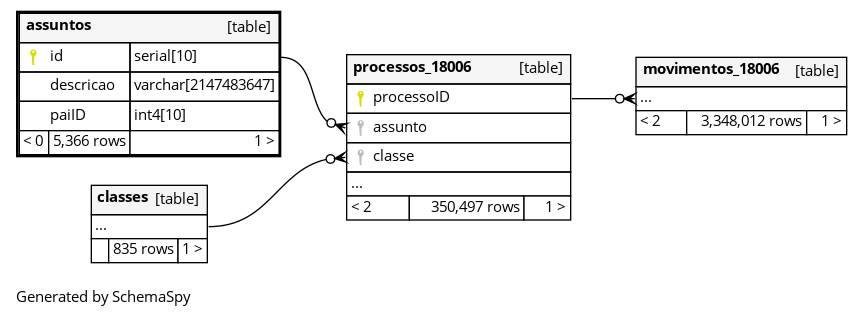 assuntos [table]
id serial[10]
descricao varchar[2147483647]
paiID int4[10]
< 0 5,366 rows 1 >
processos_18006 [table]
processoID
assunto
classe
...
< 2 350,497 rows 1 >
movimentos_18006 [table]
...
< 2 3,348,012 rows 1 >
classes [table]
...
835 rows 1 >
Generated by SchemaSpy